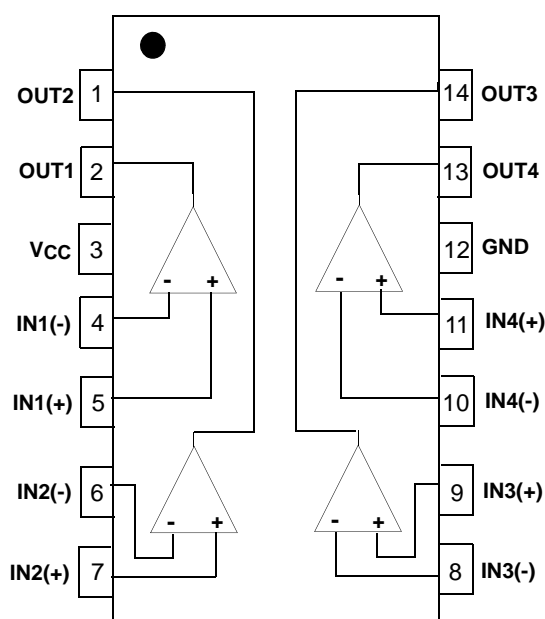 OUT2 1 14 OUT3
OUT1 2 13 OUT4
VCC 3 12 GND
- + - +
IN1(-) 4 11 IN4(+)
IN1(+) 5 10 IN4(-)
IN2(-) 6 9 IN3(+)
- + - +
IN2(+) 7 8 IN3(-)